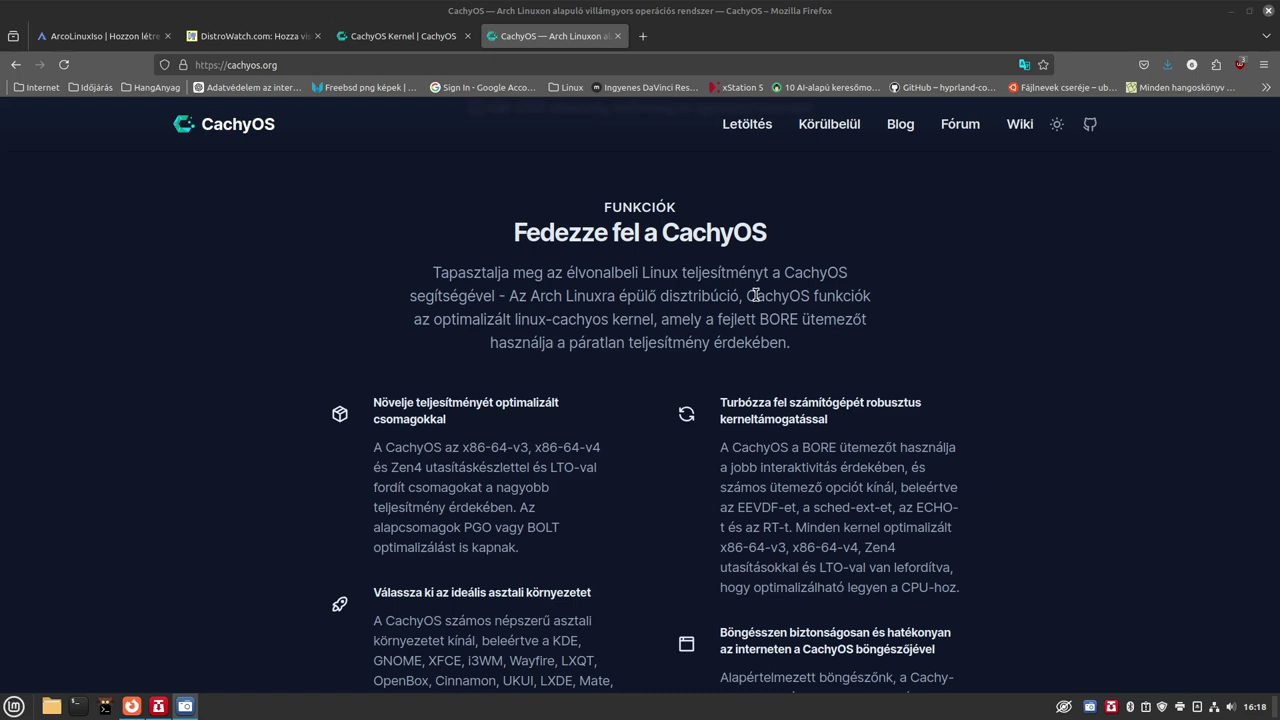 CachyOS — Arch Linuxon alapuló villámgyors operációs rendszer — CachyOS – Mozilla Firefox
ArcoLinuxIso | Hozzon létre
DistroWatch.com: Hozza vis
CachyOS Kernel | CachyOS
CachyOS — Arch Linuxon al
https://cachyos.org
Internet
Időjárás
HangAnyag
Adatvédelem az inter…
Freebsd png képek | …
Sign In - Google Acco…
Linux
Ingyenes DaVinci Res…
xStation 5
10 AI-alapú keresőmo…
GitHub – hyprland-co…
Fájlnevek cseréje – ub…
Minden hangoskönyv …
CachyOS
Letöltés
Körülbelül
Blog
Fórum
Wiki
FUNKCIÓK
Fedezze fel a CachyOS
Tapasztalja meg az élvonalbeli Linux teljesítményt a CachyOS
segítségével - Az Arch Linuxra épülő disztribúció, CachyOS funkciók
az optimalizált linux-cachyos kernel, amely a fejlett BORE ütemezőt
használja a páratlan teljesítmény érdekében.
Növelje teljesítményét optimalizált
csomagokkal
A CachyOS az x86-64-v3, x86-64-v4
és Zen4 utasításkészlettel és LTO-val
fordít csomagokat a nagyobb
teljesítmény érdekében. Az
alapcsomagok PGO vagy BOLT
optimalizálást is kapnak.
Válassza ki az ideális asztali környezetet
A CachyOS számos népszerű asztali
környezetet kínál, beleértve a KDE,
GNOME, XFCE, i3WM, Wayfire, LXQT,
OpenBox, Cinnamon, UKUI, LXDE, Mate,
Turbózza fel számítógépét robusztus
kerneltámogatással
A CachyOS a BORE ütemezőt használja
a jobb interaktivitás érdekében, és
számos ütemező opciót kínál, beleértve
az EEVDF-et, a sched-ext-et, az ECHO-
t és az RT-t. Minden kernel optimalizált
x86-64-v3, x86-64-v4, Zen4
utasításokkal és LTO-val van lefordítva,
hogy optimalizálható legyen a CPU-hoz.
Böngésszen biztonságosan és hatékonyan
az interneten a CachyOS böngészőjével
Alapértelmezett böngészőnk, a Cachy-
16:18